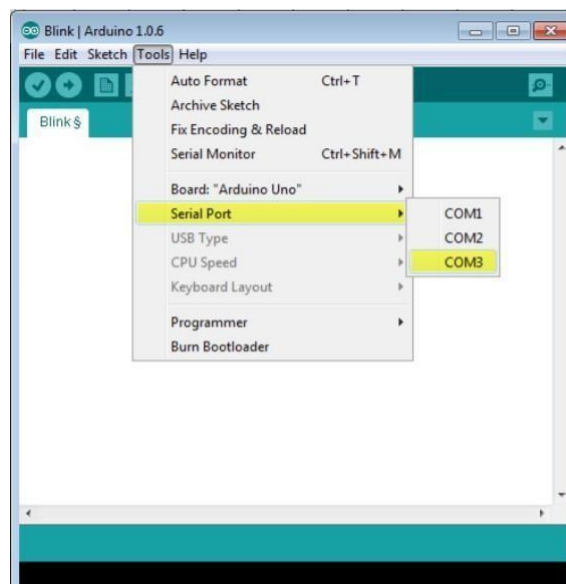 Blink | Arduino 1.0.6
File Edit Sketch Tools Help
Blink §
Auto Format Ctrl+T
Archive Sketch
Fix Encoding & Reload
Serial Monitor Ctrl+Shift+M
Board: "Arduino Uno"
Serial Port
USB Type
CPU Speed
Keyboard Layout
Programmer
Burn Bootloader
COM1
COM2
COM3